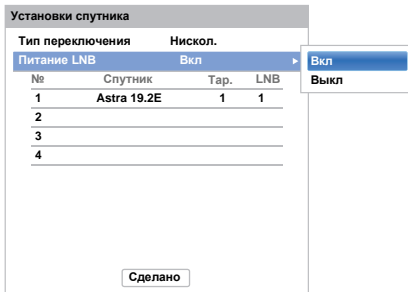 Установки спутника
Тип переключения Нискол.
Питание LNB Вкл
Вкл
Выкл
№ Спутник Тар. LNB
1 Astra 19.2E 1 1
2
3
4
Сделано